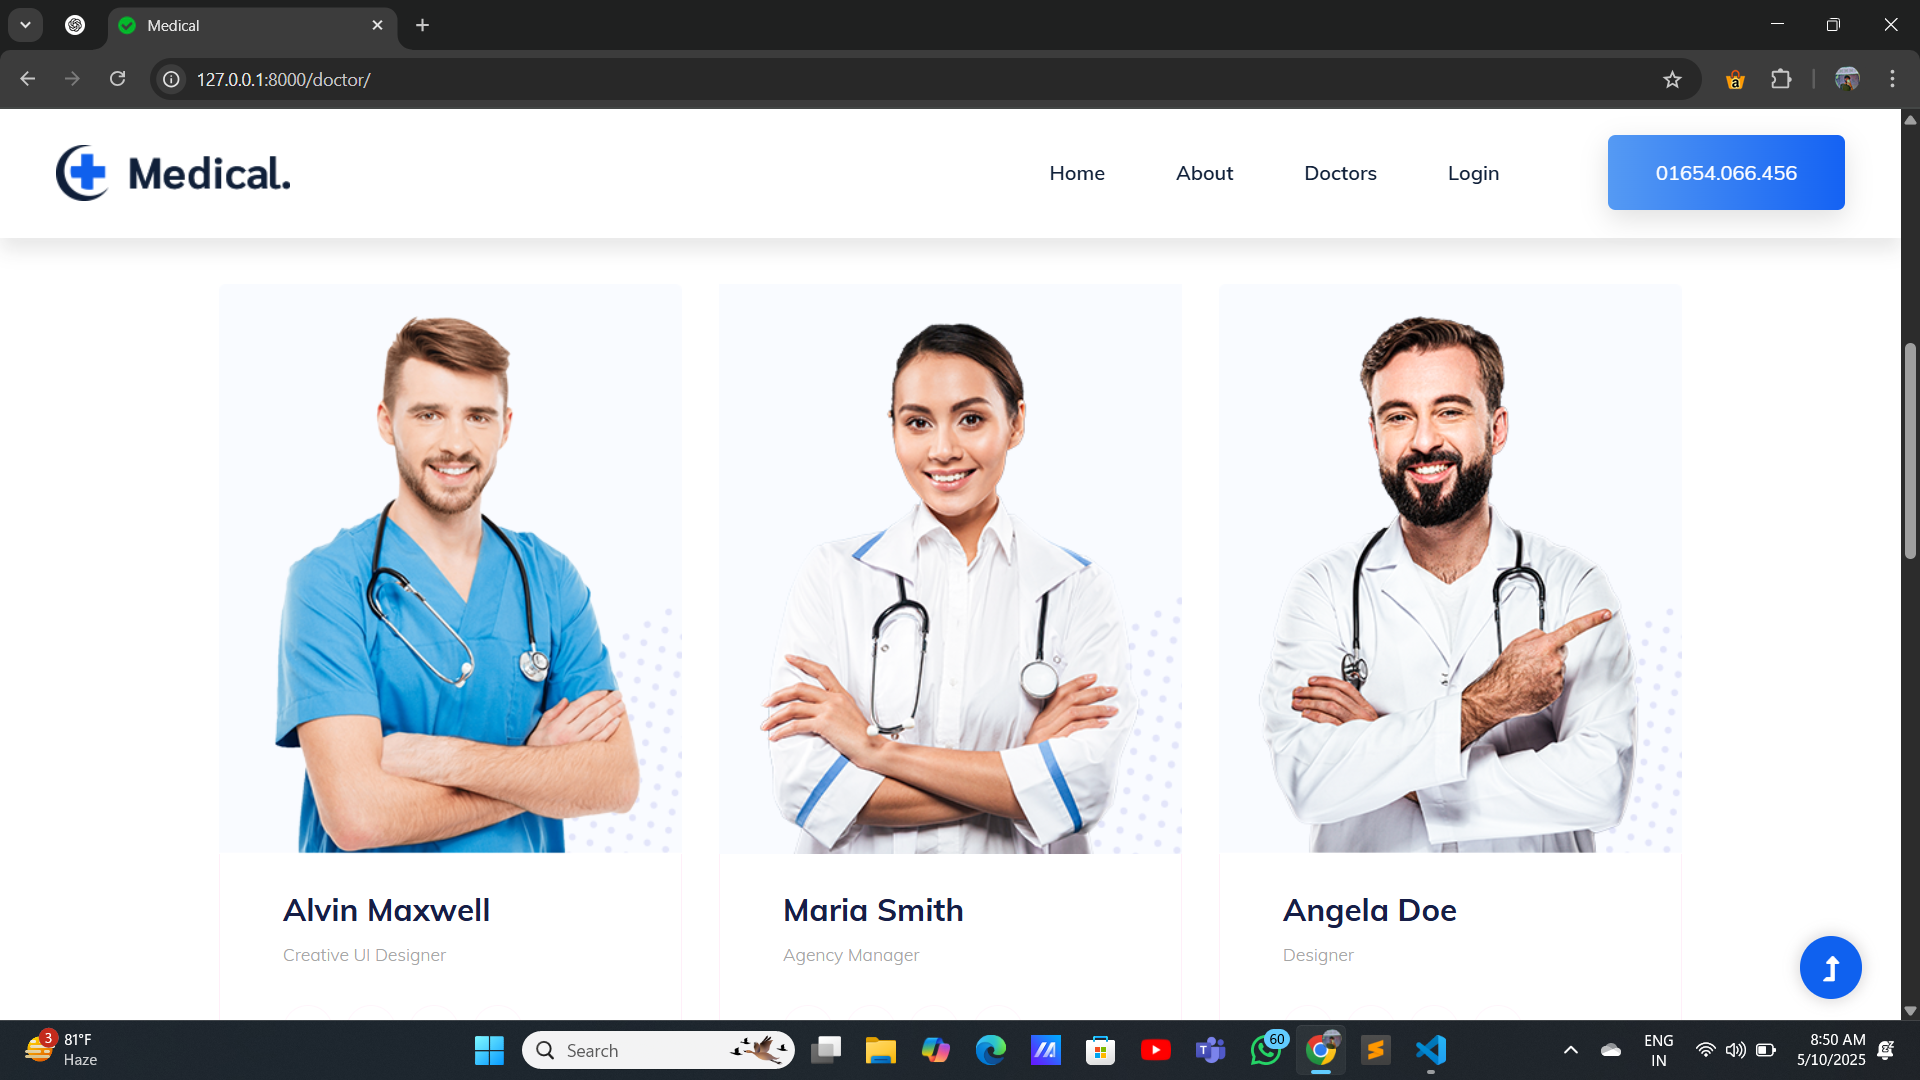 Medical
127.0.0.1:8000/doctor/
Medical.
Home
About
Doctors
Login
01654.066.456
Alvin Maxwell
Creative UI Designer
Maria Smith
Agency Manager
Angela Doe
Designer
3
81°F
Haze
Search
60
ENG
IN
8:50 AM
5/10/2025